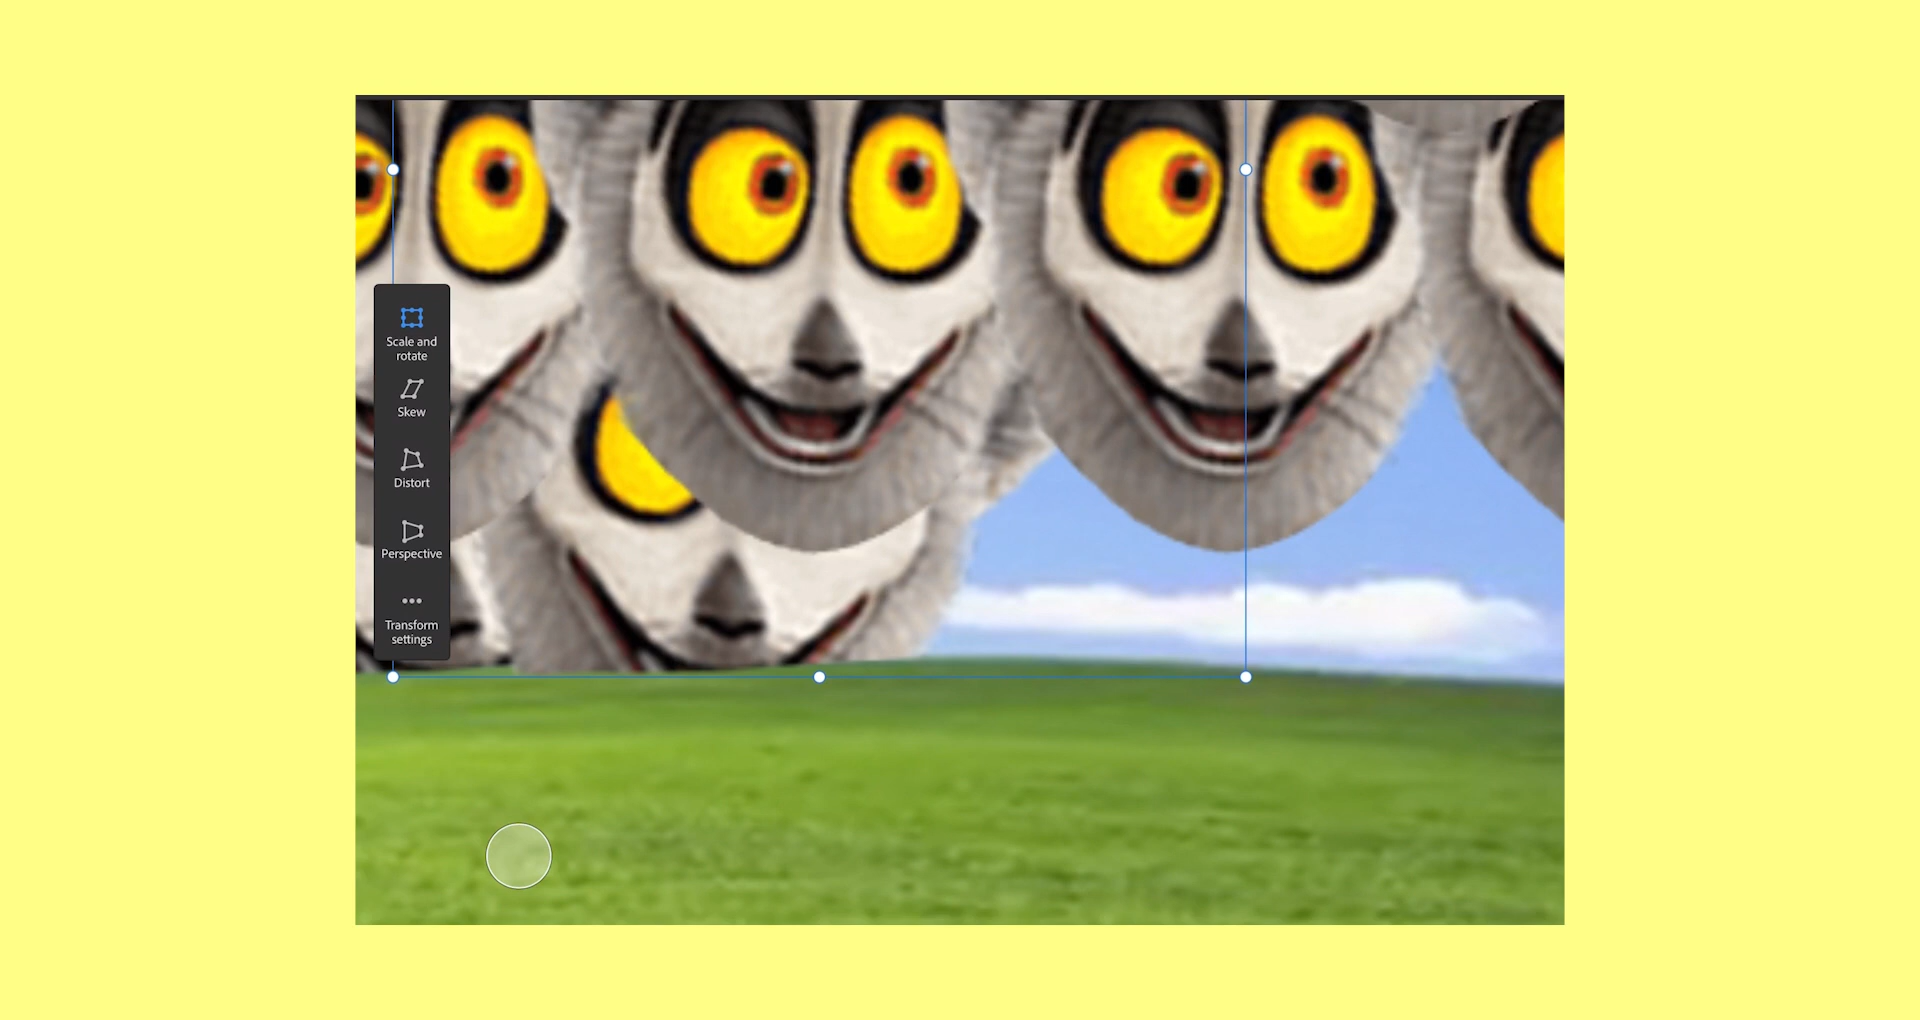 Scale and
rotate
Skew
Distort
Perspective
Transform
settings